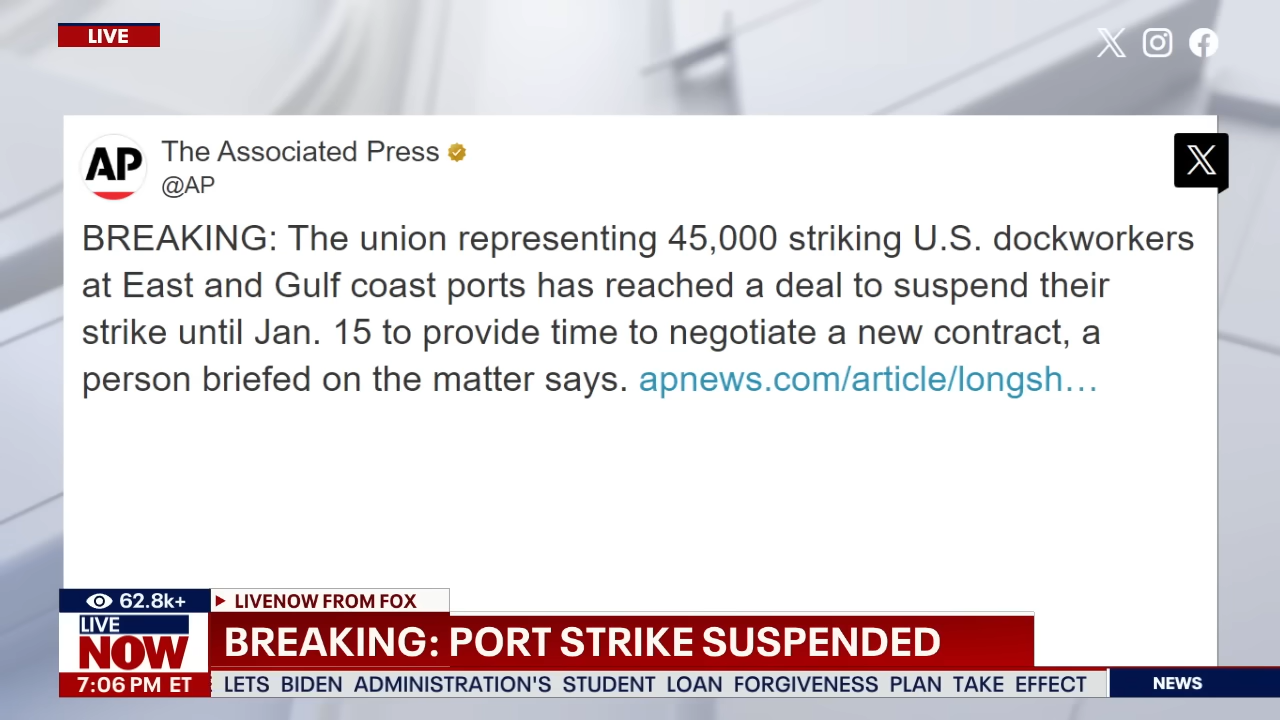 LIVE
AP
The Associated Press
@AP
BREAKING: The union representing 45,000 striking U.S. dockworkers
at East and Gulf coast ports has reached a deal to suspend their
strike until Jan. 15 to provide time to negotiate a new contract, a
person briefed on the matter says. apnews.com/article/longsh…
62.8k+
LIVENOW FROM FOX
LIVE
NOW
BREAKING: PORT STRIKE SUSPENDED
7:06 PM ET
LETS BIDEN ADMINISTRATION'S STUDENT LOAN FORGIVENESS PLAN TAKE EFFECT
NEWS